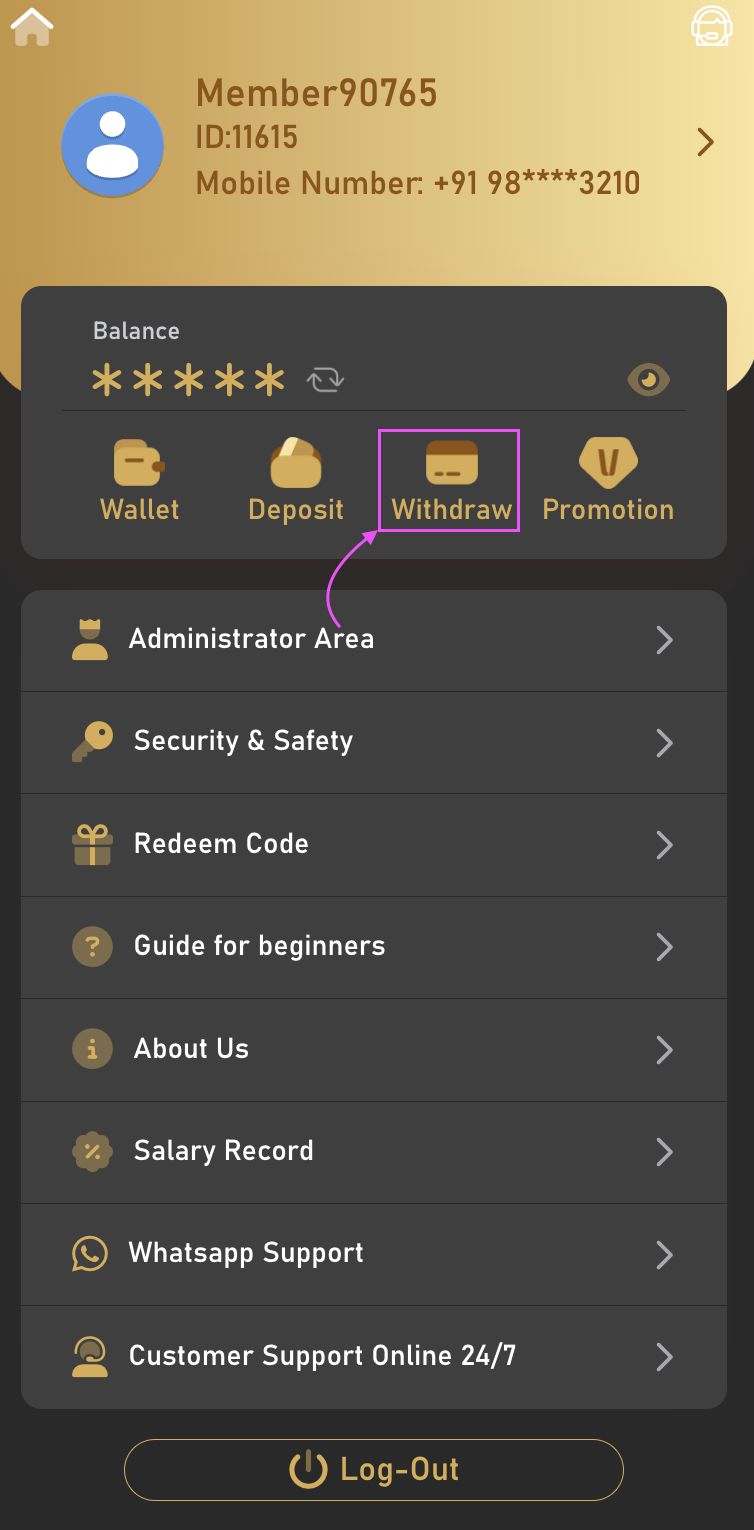 Member90765
ID:11615
Mobile Number: +91 98****3210
Balance
*****
Wallet Deposit Withdraw Promotion
Administrator Area
Security & Safety
Redeem Code
? Guide for beginners
i About Us
% Salary Record
Whatsapp Support
Customer Support Online 24/7
Log-Out